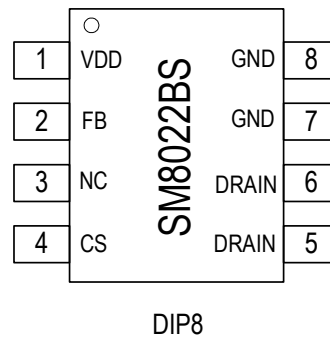 1 VDD GND 8
2 FB GND 7
3 NC DRAIN 6
4 CS DRAIN 5
SM8022BS
DIP8